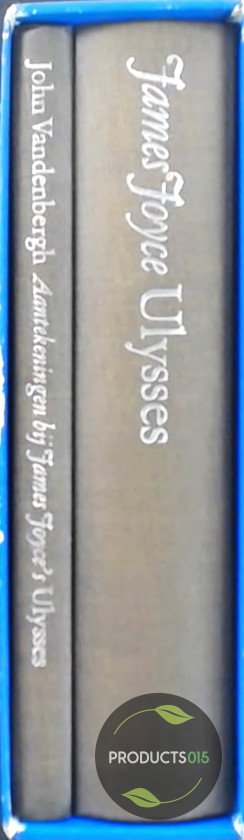 John Vandenbergh Aantekeningen bij James Joyce's Ulysses
James Joyce Ulysses
PRODUCTS015